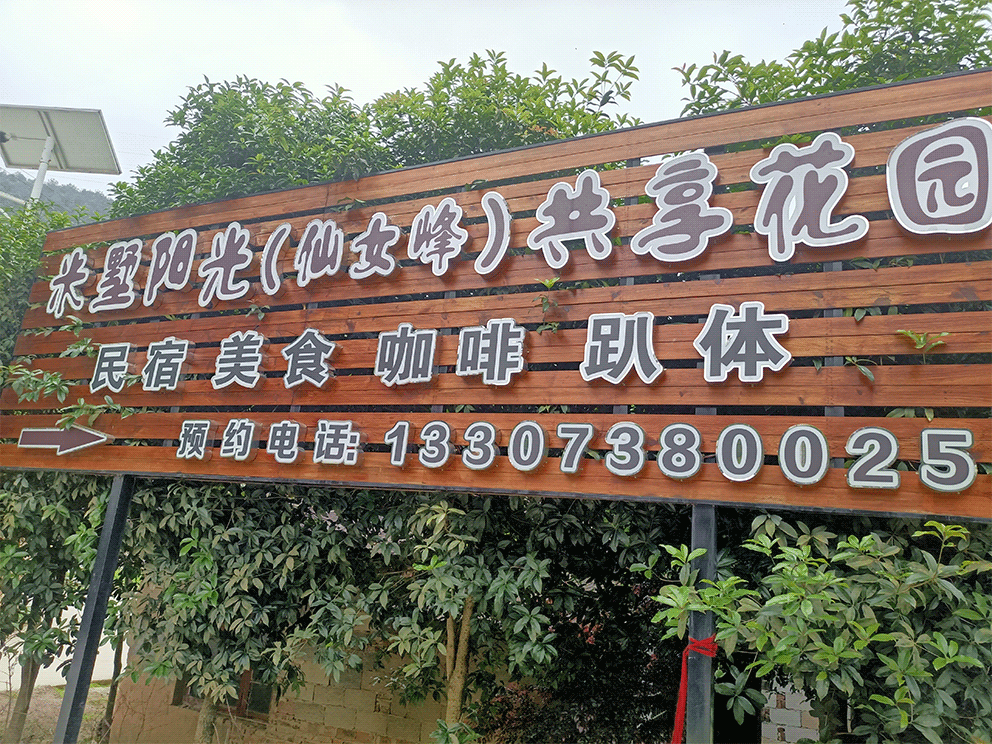 米墅阳光(仙女峰)共享花园
民宿 美食 咖啡 趴体
预约电话:13307380025